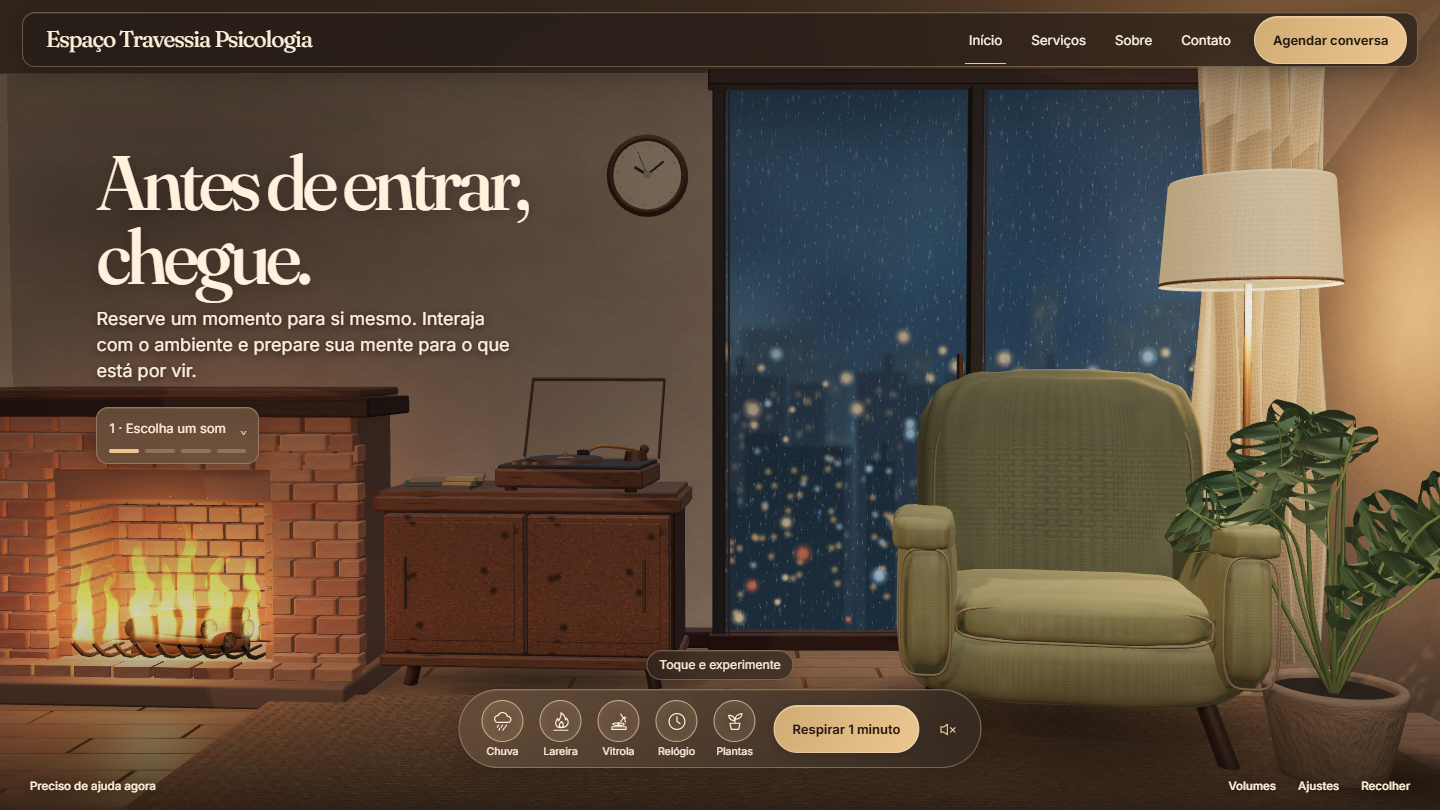 Espaço Travessia Psicologia
Início
Serviços
Sobre
Contato
Agendar conversa
Antes de entrar,
chegue.
Reserve um momento para si mesmo. Interaja
com o ambiente e prepare sua mente para o que
está por vir.
1 · Escolha um som
Toque e experimente
Chuva
Lareira
Vitrola
Relógio
Plantas
Respirar 1 minuto
Preciso de ajuda agora
Volumes
Ajustes
Recolher